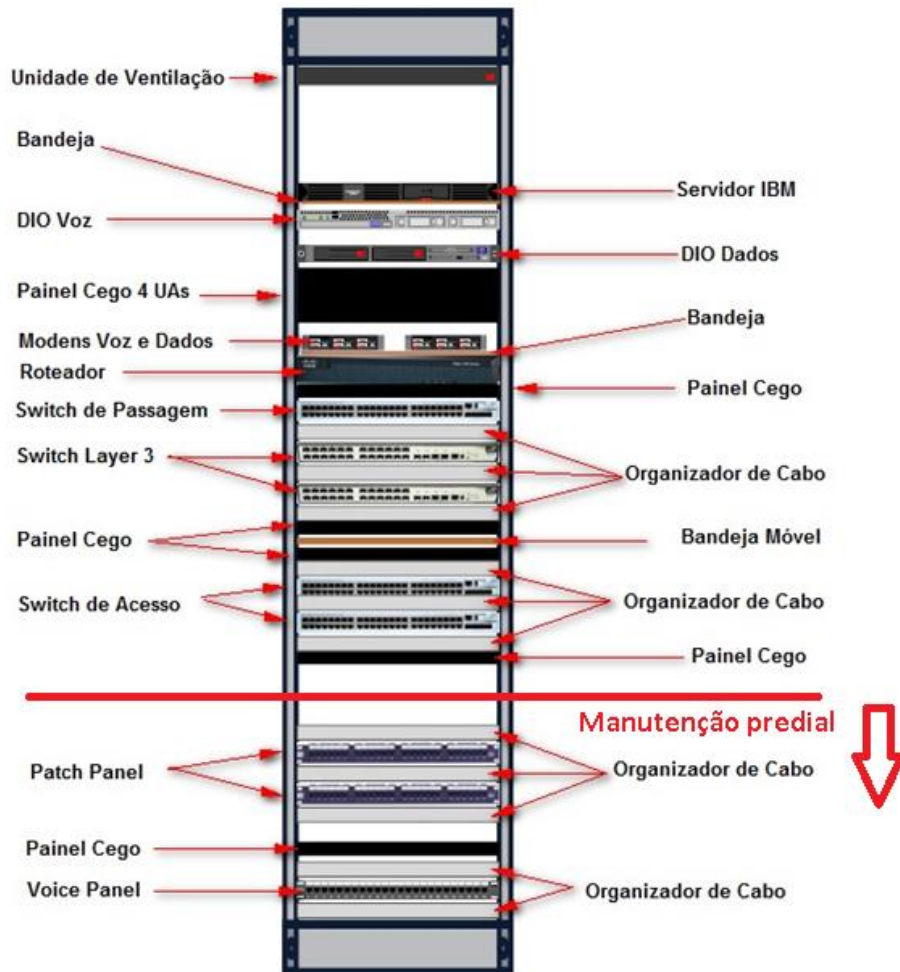 Unidade de Ventilação
Bandeja
Servidor IBM
DIO Voz
DIO Dados
Painel Cego 4 UAs
Bandeja
Modens Voz e Dados
Roteador
Painel Cego
Switch de Passagem
Switch Layer 3
Organizador de Cabo
Painel Cego
Bandeja Móvel
Switch de Acesso
Organizador de Cabo
Painel Cego
Manutenção predial
Patch Panel
Organizador de Cabo
Painel Cego
Voice Panel
Organizador de Cabo